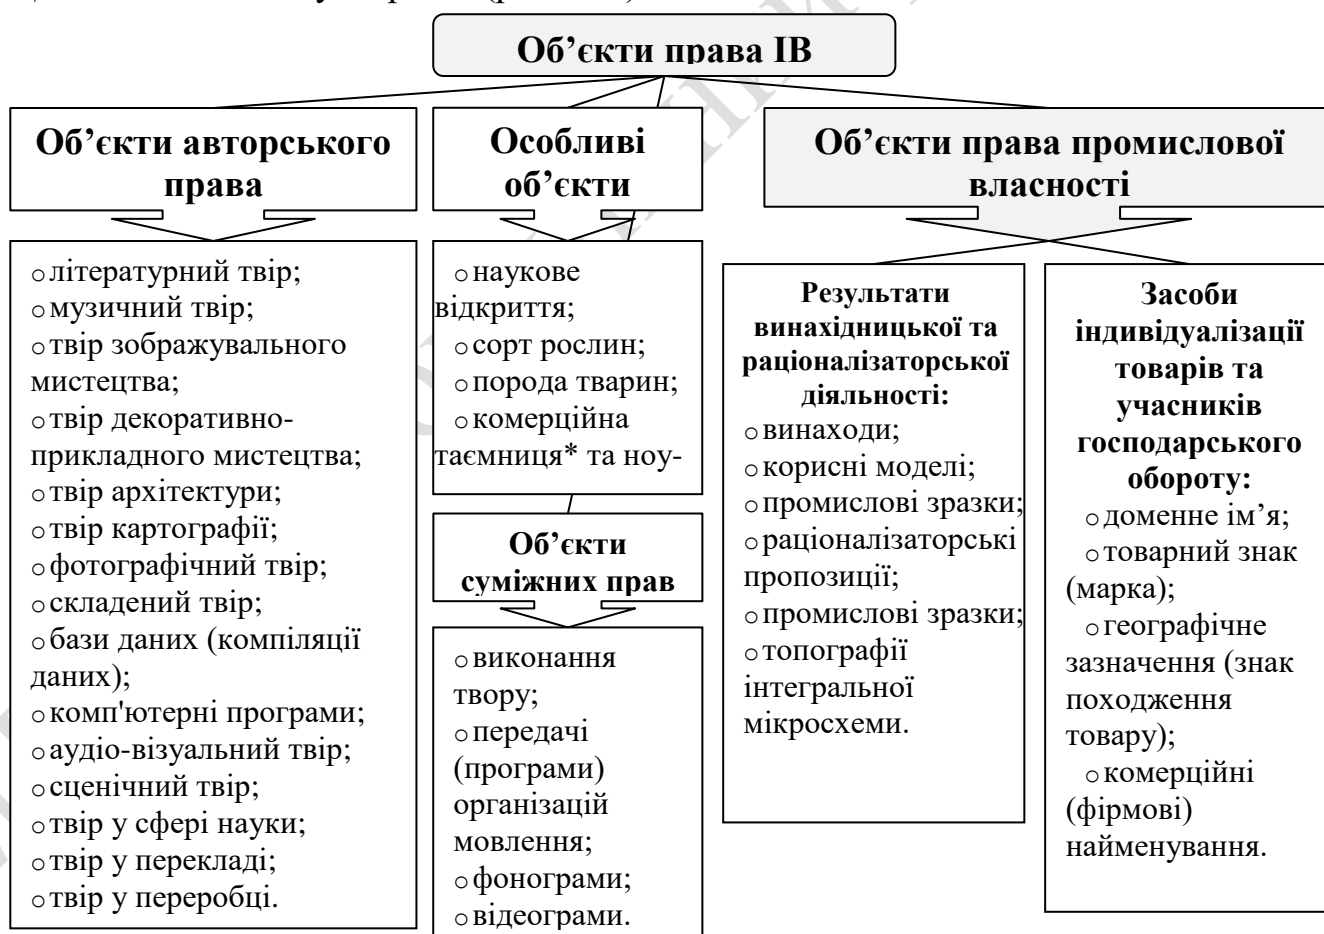 Об’єкти права ІВ
Об’єкти авторського
права
Особливі
об’єкти
Об’єкти права промислової
власності
o літературний твір;
o музичний твір;
o твір зображувального
мистецтва;
o твір декоративно-
прикладного мистецтва;
o твір архітектури;
o твір картографії;
o фотографічний твір;
o складений твір;
o бази даних (компіляції
даних);
o комп'ютерні програми;
o аудіо-візуальний твір;
o сценічний твір;
o твір у сфері науки;
o твір у перекладі;
o твір у переробці.
o наукове
відкриття;
o сорт рослин;
o порода тварин;
o комерційна
таємниця* та ноу-
Об’єкти
суміжних прав
o виконання
твору;
o передачі
(програми)
організацій
мовлення;
o фонограми;
o відеограми.
Результати
винахідницької та
раціоналізаторської
діяльності:
o винаходи;
o корисні моделі;
o промислові зразки;
o раціоналізаторські
пропозиції;
o промислові зразки;
o топографії
інтегральної
мікросхеми.
Засоби
індивідуалізації
товарів та
учасників
господарського
обороту:
o доменне ім’я;
o товарний знак
(марка);
o географічне
зазначення (знак
походження
товару);
o комерційні
(фірмові)
найменування.